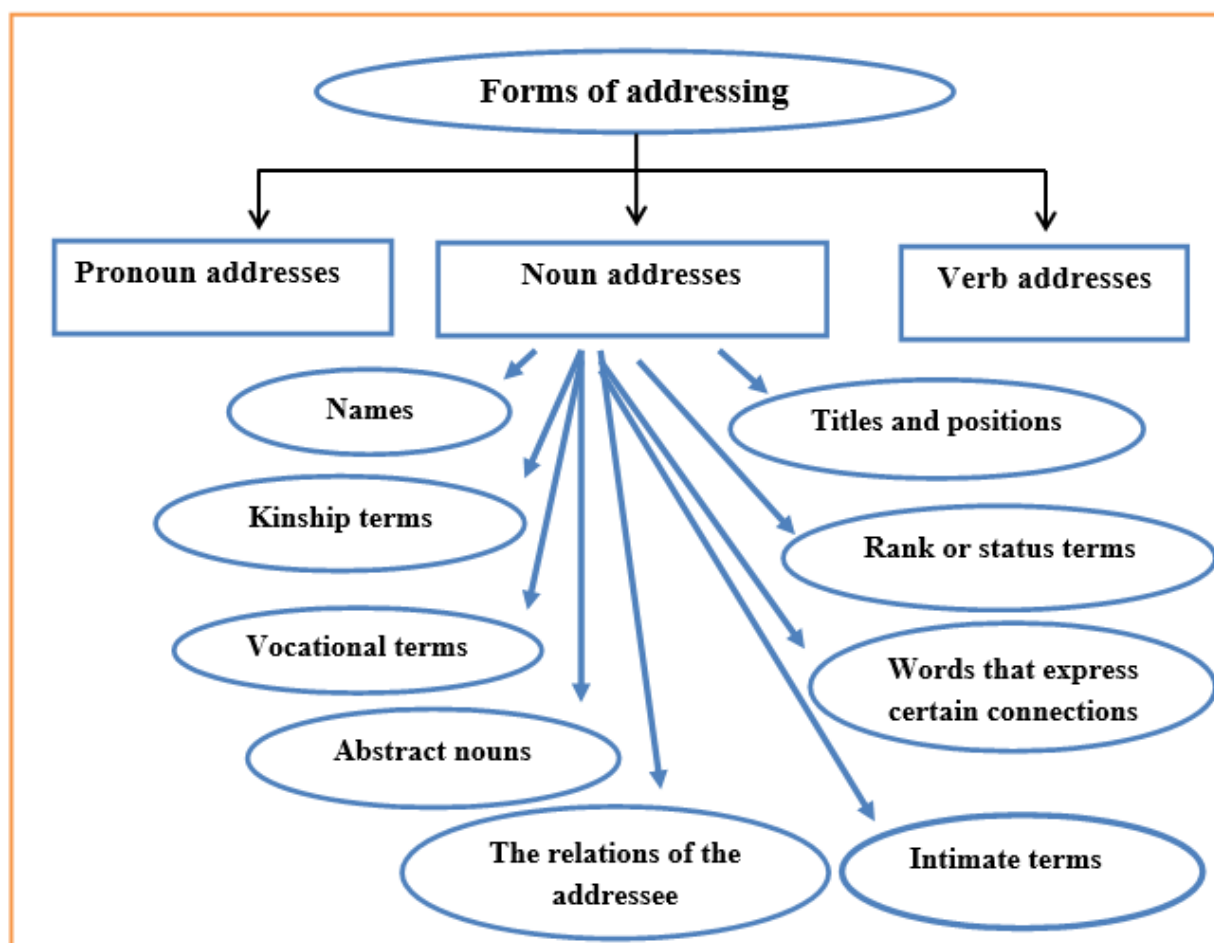 Forms of addressing
Pronoun addresses
Noun addresses
Verb addresses
Names
Titles and positions
Kinship terms
Rank or status terms
Vocational terms
Words that express
certain connections
Abstract nouns
The relations of the
addressee
Intimate terms